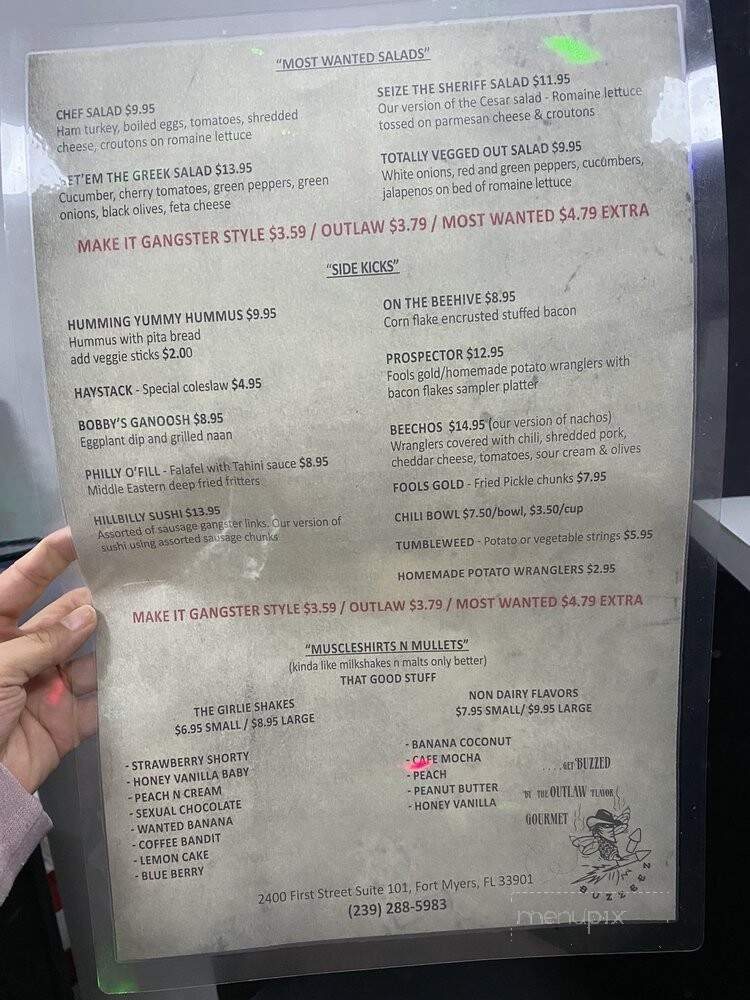 "MOST WANTED SALADS"
CHEF SALAD $9.95
Ham turkey, boiled eggs, tomatoes, shredded
cheese, croutons on romaine lettuce
ET'EM THE GREEK SALAD $13.95
Cucumber, cherry tomatoes, green peppers, green
onions, black olives, feta cheese
SEIZE THE SHERIFF SALAD $11.95
Our version of the Cesar salad - Romaine lettuce
tossed on parmesan cheese & croutons
TOTALLY VEGGED OUT SALAD $9.95
White onions, red and green peppers, cucumbers,
jalapenos on bed of romaine lettuce
MAKE IT GANGSTER STYLE $3.59 / OUTLAW $3.79 / MOST WANTED $4.79 EXTRA
"SIDE KICKS"
HUMMING YUMMY HUMMUS $9.95
Hummus with pita bread
add veggie sticks $2.00
HAYSTACK - Special coleslaw $4.95
BOBBY'S GANOOSH $8.95
Eggplant dip and grilled naan
PHILLY O'FILL - Falafel with Tahini sauce $8.95
Middle Eastern deep fried fritters
HILLBILLY SUSHI $13.95
Assorted of sausage gangster links. Our version of
sushi using assorted sausage chunks
ON THE BEEHIVE $8.95
Corn flake encrusted stuffed bacon
PROSPECTOR $12.95
Fools gold/homemade potato wranglers with
bacon flakes sampler platter
BEECHOS $14.95 (our version of nachos)
Wranglers covered with chili, shredded pork,
cheddar cheese, tomatoes, sour cream & olives
FOOLS GOLD - Fried Pickle chunks $7.95
CHILI BOWL $7.50/bowl, $3.50/cup
TUMBLEWEED - Potato or vegetable strings $5.95
HOMEMADE POTATO WRANGLERS $2.95
MAKE IT GANGSTER STYLE $3.59 / OUTLAW $3.79 / MOST WANTED $4.79 EXTRA
"MUSCLESHIRTS N MULLETS"
(kinda like milkshakes n malts only better)
THAT GOOD STUFF
THE GIRLIE SHAKES
$6.95 SMALL / $8.95 LARGE
- STRAWBERRY SHORTY
- HONEY VANILLA BABY
- PEACH N CREAM
- SEXUAL CHOCOLATE
- WANTED BANANA
- COFFEE BANDIT
- LEMON CAKE
- BLUE BERRY
NON DAIRY FLAVORS
$7.95 SMALL/ $9.95 LARGE
- BANANA COCONUT
- CAFE MOCHA
- PEACH
- PEANUT BUTTER
- HONEY VANILLA
....GET BUZZED
BY THE OUTLAW FLAVOR
GOURMET
BUZZEEZ
2400 First Street Suite 101, Fort Myers, FL 33901
(239) 288-5983
menupix